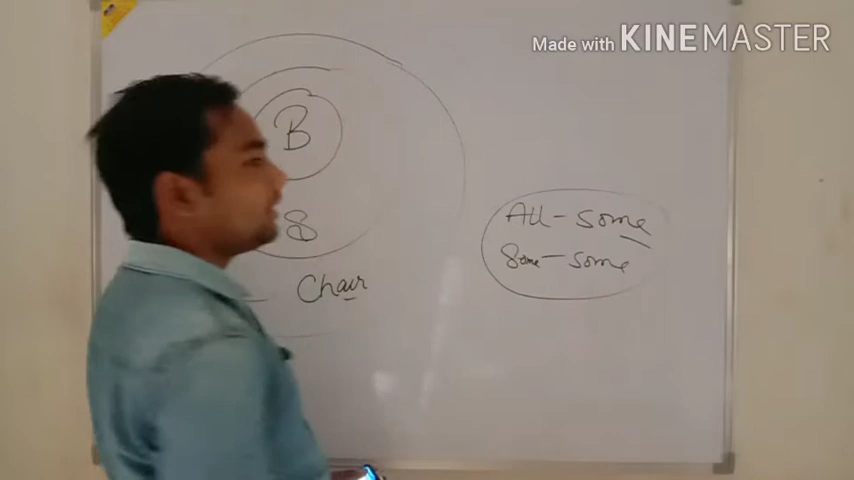 Made with KINEMASTER
B
All - some
Some - some
Chair